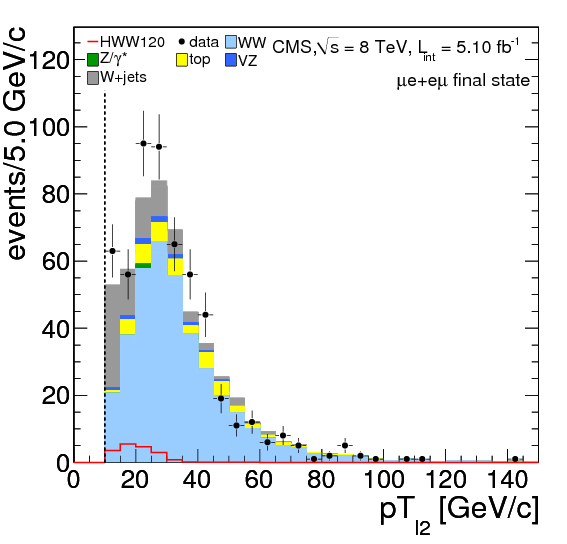 HWW120 data WW CMS,√s = 8 TeV, L_int = 5.10 fb⁻¹
Z/γ* top VZ
W+jets
μe+eμ final state
events/5.0 GeV/c
120
100
80
60
40
20
0
0 20 40 60 80 100 120 140
pT_l2 [GeV/c]